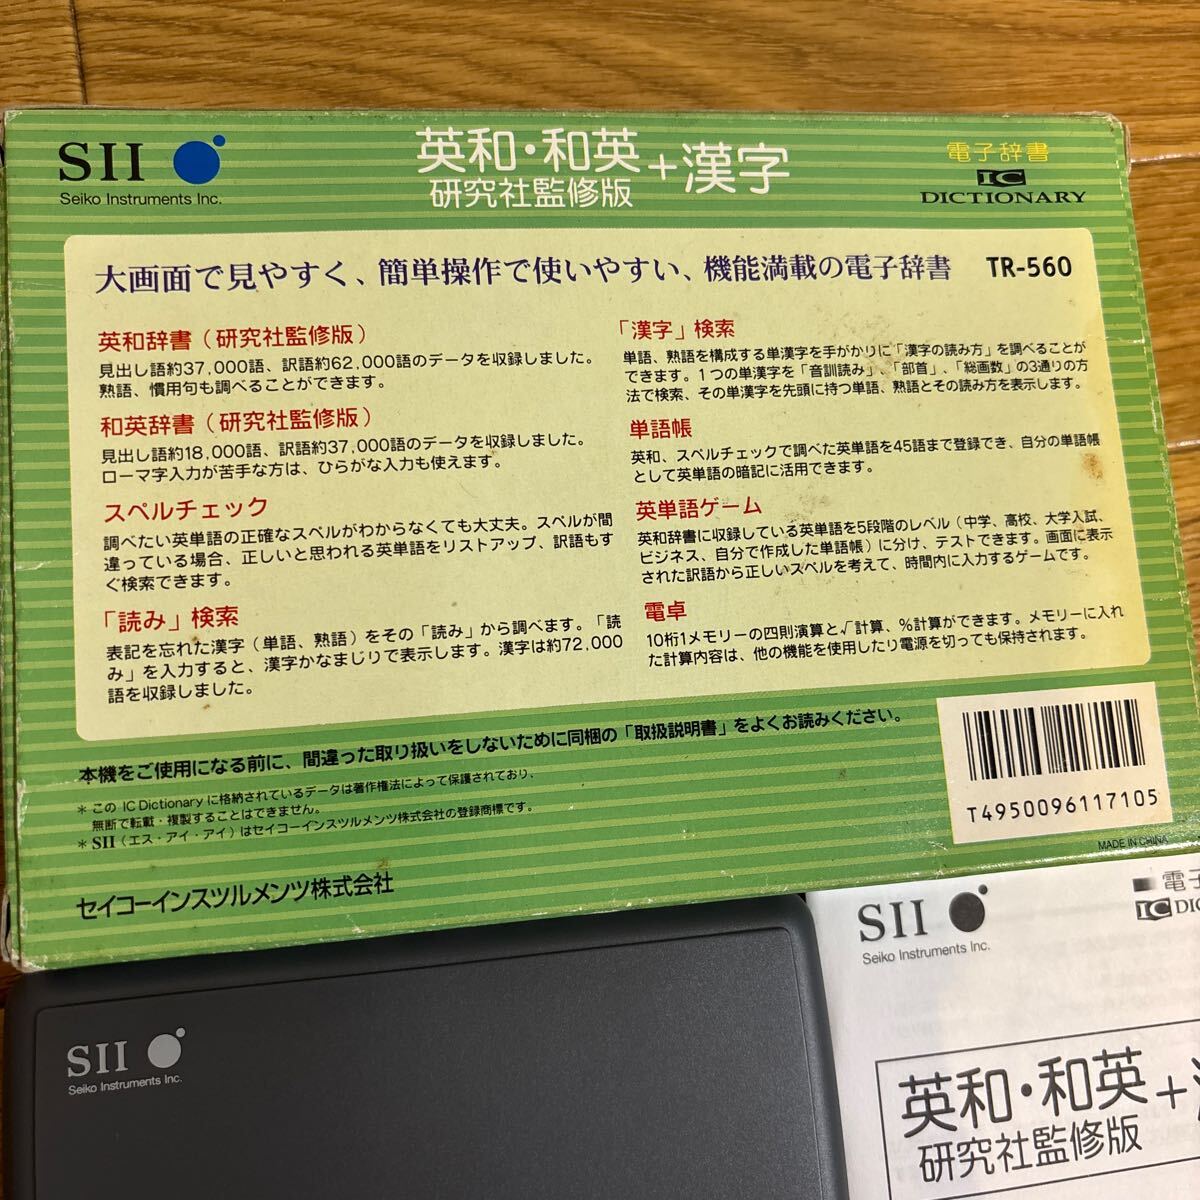 SII
Seiko Instruments Inc.
英和・和英+漢字
研究社監修版
電子辞書
IC
DICTIONARY
大画面で見やすく、簡単操作で使いやすい、機能満載の電子辞書 TR-560
英和辞書（研究社監修版）
見出し語約37,000語、訳語約62,000語のデータを収録しました。
熟語、慣用句も調べることができます。
和英辞書（研究社監修版）
見出し語約18,000語、訳語約37,000語のデータを収録しました。
ローマ字入力が苦手な方は、ひらがな入力も使えます。
スペルチェック
調べたい英単語の正確なスペルがわからなくても大丈夫。スペルが間
違っている場合、正しいと思われる英単語をリストアップ、訳語もす
ぐ検索できます。
「読み」検索
表記を忘れた漢字（単語、熟語）をその「読み」から調べます。「読
み」を入力すると、漢字かなまじりで表示します。漢字は約72,000
語を収録しました。
「漢字」検索
単語、熟語を構成する単漢字を手がかりに「漢字の読み方」を調べることが
できます。1つの単漢字を「音訓読み」、「部首」、「総画数」の3通りの方
法で検索、その単漢字を先頭に持つ単語、熟語とその読み方を表示します。
単語帳
英和、スペルチェックで調べた英単語を45語まで登録でき、自分の単語帳
として英単語の暗記に活用できます。
英単語ゲーム
英和辞書に収録している英単語を5段階のレベル（中学、高校、大学入試、
ビジネス、自分で作成した単語帳）に分け、テストできます。画面に表示
された訳語から正しいスペルを考えて、時間内に入力するゲームです。
電卓
10桁1メモリーの四則演算と√計算、%計算ができます。メモリーに入れ
た計算内容は、他の機能を使用したり電源を切っても保持されます。
本機をご使用になる前に、間違った取り扱いをしないために同梱の「取扱説明書」をよくお読みください。
＊この IC Dictionary に格納されているデータは著作権法によって保護されており、
無断で転載・複製することはできません。
＊SII（エス・アイ・アイ）はセイコーインスツルメンツ株式会社の登録商標です。
セイコーインスツルメンツ株式会社
T4950096117105
MADE IN CHINA
SII
Seiko Instruments Inc.
SII
Seiko Instruments Inc.
電子
IC DIC
英和・和英+
研究社監修版